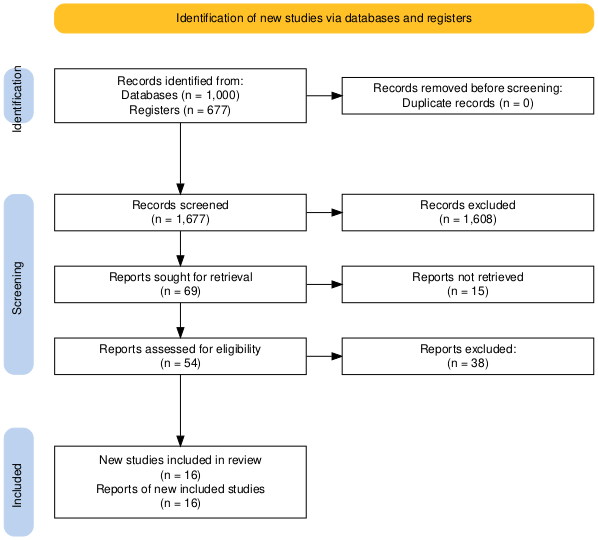 Identification of new studies via databases and registers
Identification
Records identified from:
Databases (n = 1,000)
Registers (n = 677)
Records removed before screening:
Duplicate records (n = 0)
Screening
Records screened
(n = 1,677)
Records excluded
(n = 1,608)
Reports sought for retrieval
(n = 69)
Reports not retrieved
(n = 15)
Reports assessed for eligibility
(n = 54)
Reports excluded:
(n = 38)
Included
New studies included in review
(n = 16)
Reports of new included studies
(n = 16)